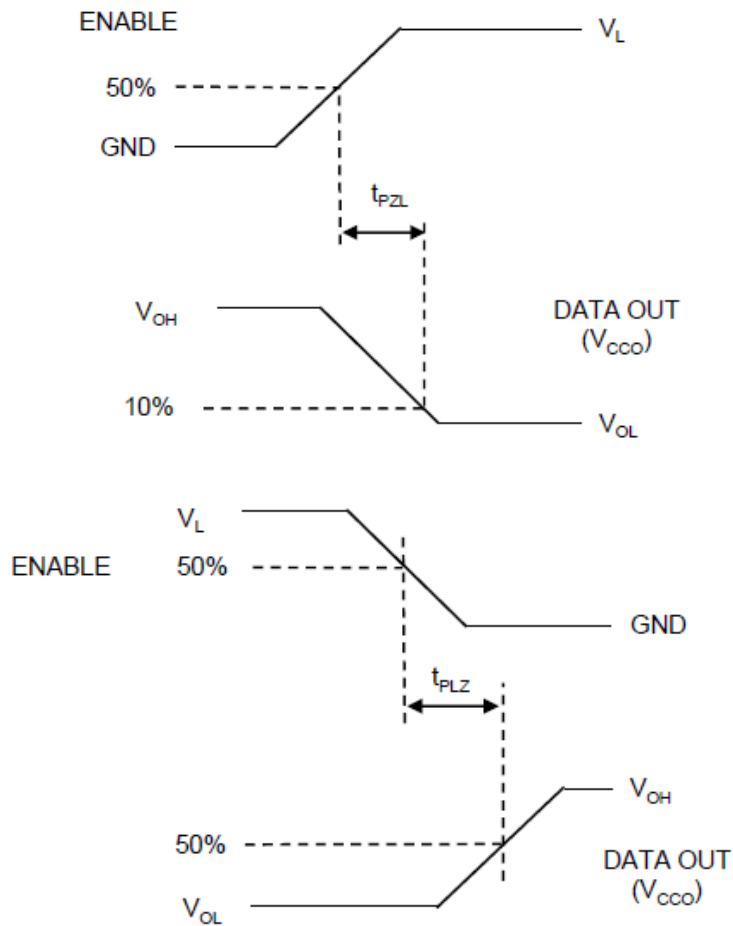 ENABLE
V_L
50%
GND
t_PZL
V_OH
DATA OUT
(V_CCO)
10%
V_OL
V_L
ENABLE
50%
GND
t_PLZ
V_OH
50%
DATA OUT
(V_CCO)
V_OL